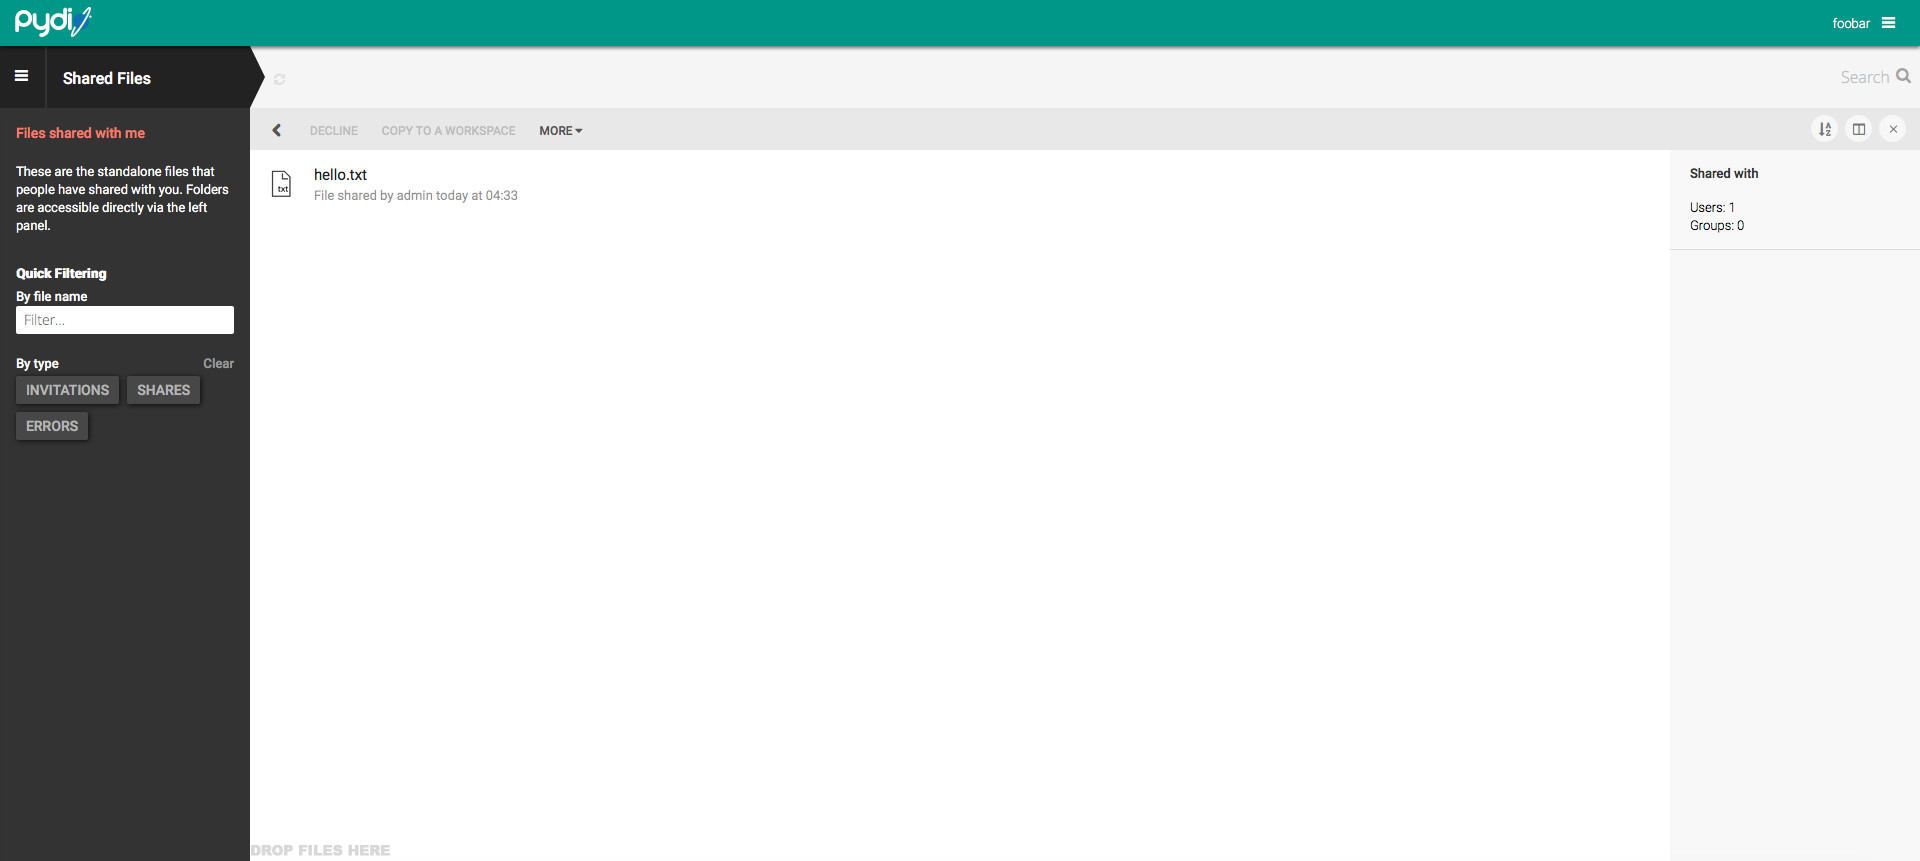 pydi
foobar
Shared Files
Search
Files shared with me
These are the standalone files that
people have shared with you. Folders
are accessible directly via the left
panel.
Quick Filtering
By file name
Filter...
By type
Clear
INVITATIONS
SHARES
ERRORS
DECLINE
COPY TO A WORKSPACE
MORE
A
Z
txt
hello.txt
File shared by admin today at 04:33
Shared with
Users: 1
Groups: 0
DROP FILES HERE